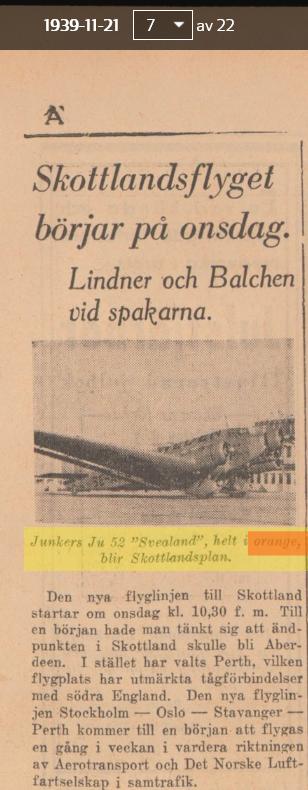 1939-11-21 7 av 22
Skottlandsflyget
börjar på onsdag.
Lindner och Balchen
vid spakarna.
Junkers Ju 52 "Svealand", helt i orange,
blir Skottlandsplan.
Den nya flyglinjen till Skottland
startar om onsdag kl. 10,30 f. m. Till
en början hade man tänkt sig att änd-
punkten i Skottland skulle bli Aber-
deen. I stället har valts Perth, vilken
flygplats har utmärkta tågförbindelser
med södra England. Den nya flyglin-
jen Stockholm — Oslo — Stavanger —
Perth kommer till en början att flygas
en gång i veckan i vardera riktningen
av Aerotransport och Det Norske Luft-
fartselskap i samtrafik.